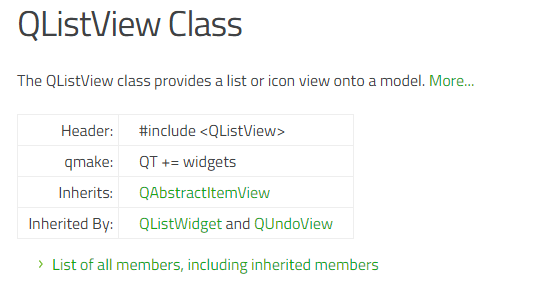 QListView Class
The QListView class provides a list or icon view onto a model. More...
Header: #include <QListView>
qmake: QT += widgets
Inherits: QAbstractItemView
Inherited By: QListWidget and QUndoView
› List of all members, including inherited members